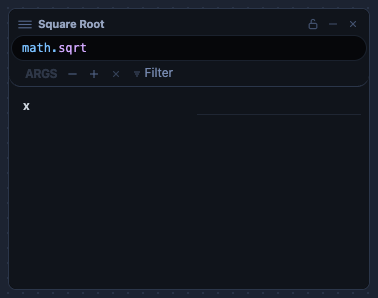 Square Root
math.sqrt
ARGS − + × ▼ Filter
x